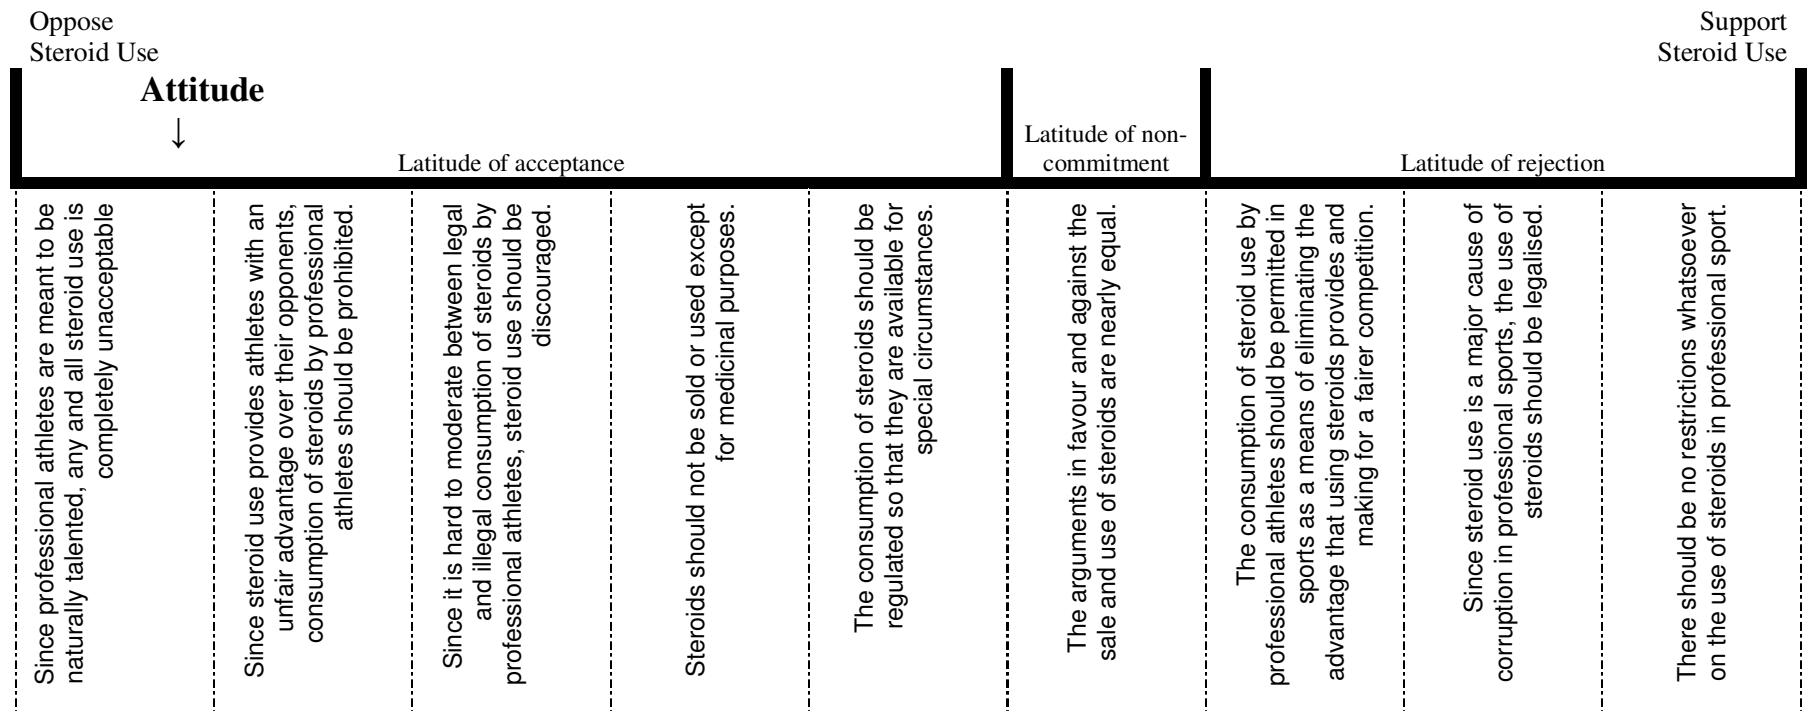 Oppose
Steroid Use
Support
Steroid Use
Attitude
↓
Latitude of acceptance
Latitude of non-
commitment
Latitude of rejection
Since professional athletes are meant to be
naturally talented, any and all steroid use is
completely unacceptable
Since steroid use provides athletes with an
unfair advantage over their opponents,
consumption of steroids by professional
athletes should be prohibited.
Since it is hard to moderate between legal
and illegal consumption of steroids by
professional athletes, steroid use should be
discouraged.
Steroids should not be sold or used except
for medicinal purposes.
The consumption of steroids should be
regulated so that they are available for
special circumstances.
The arguments in favour and against the
sale and use of steroids are nearly equal.
The consumption of steroid use by
professional athletes should be permitted in
sports as a means of eliminating the
advantage that using steroids provides and
making for a fairer competition.
Since steroid use is a major cause of
corruption in professional sports, the use of
steroids should be legalised.
There should be no restrictions whatsoever
on the use of steroids in professional sport.